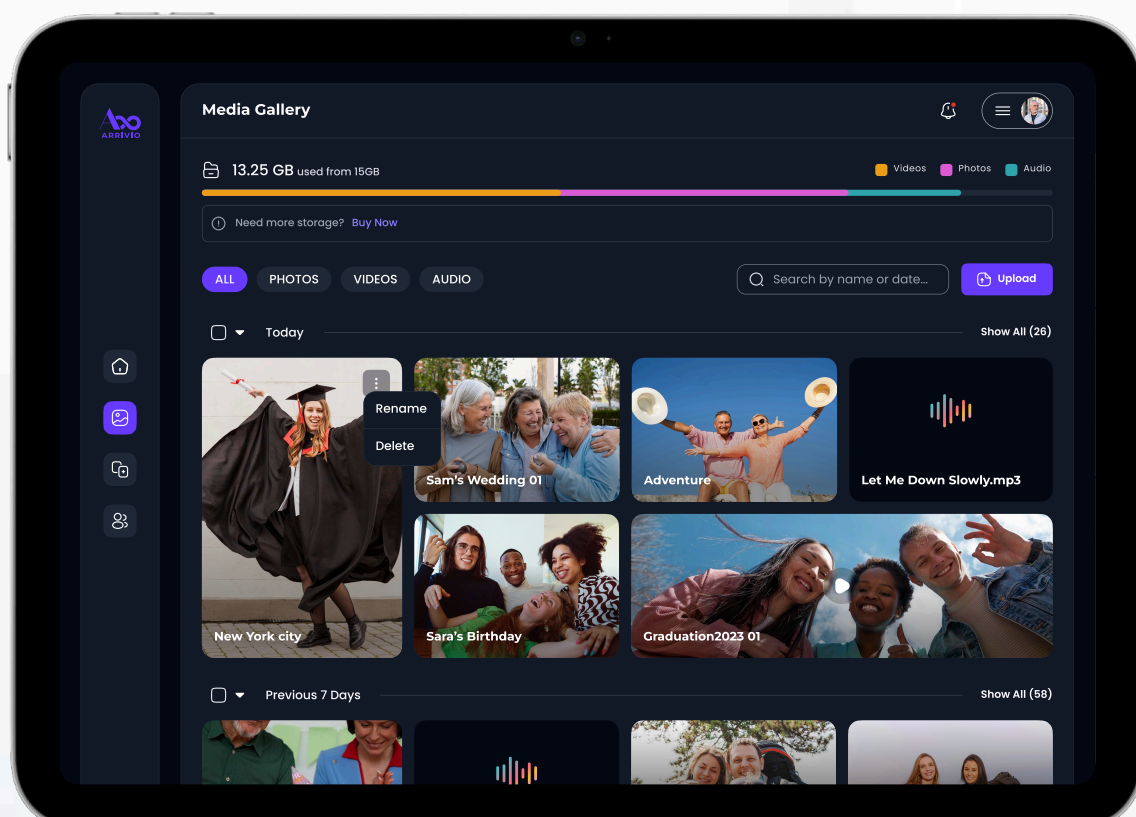 ARRIVIO
Media Gallery
13.25 GB used from 15GB
Videos
Photos
Audio
Need more storage? Buy Now
ALL
PHOTOS
VIDEOS
AUDIO
Search by name or date...
Upload
Today
Show All (26)
Rename
Delete
Sam's Wedding 01
Adventure
Let Me Down Slowly.mp3
New York city
Sara's Birthday
Graduation2023 01
Previous 7 Days
Show All (58)